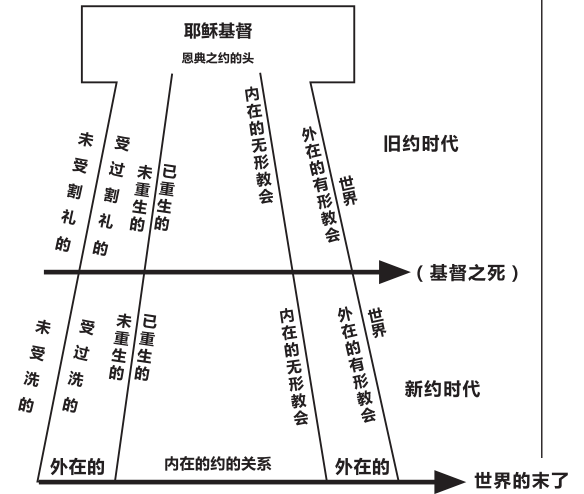 耶稣基督
恩典之约的头
未受割礼的
受过割礼的
未重生的
已重生的
内在的无形教会
外在的有形教会
世界
旧约时代
（基督之死）
未受洗的
受过洗的
未重生的
已重生的
内在的无形教会
外在的有形教会
世界
新约时代
外在的
内在的约的关系
外在的
世界的末了